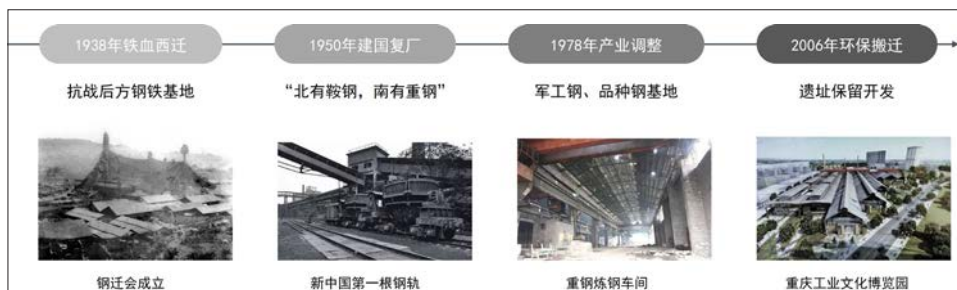 1938年铁血西迁
1950年建国复厂
1978年产业调整
2006年环保搬迁
抗战后方钢铁基地
“北有鞍钢，南有重钢”
军工钢、品种钢基地
遗址保留开发
钢迁会成立
新中国第一根钢轨
重钢炼钢车间
重庆工业文化博览园